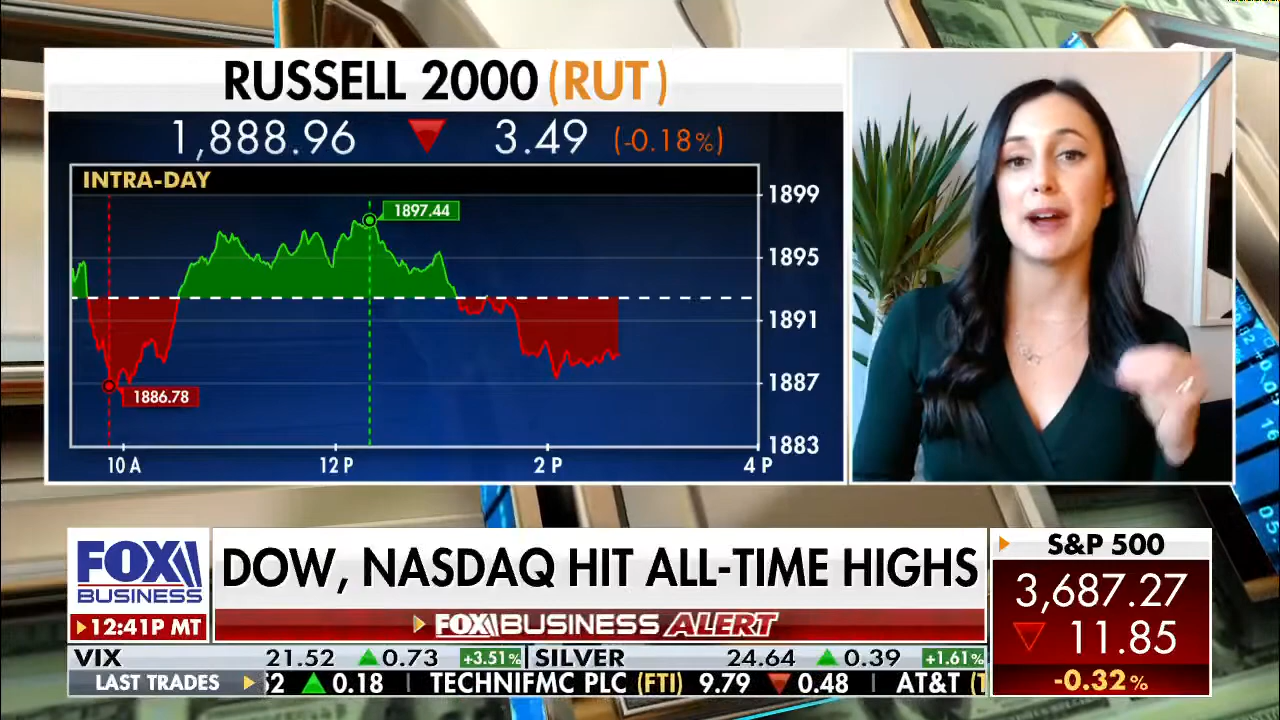 RUSSELL 2000 (RUT)
1,888.96 ▼ 3.49 (-0.18%)
INTRA-DAY
1899
1897.44
1895
1891
1887
1886.78
1883
10 A 12 P 2 P 4 P
FOX BUSINESS
12:41P MT
DOW, NASDAQ HIT ALL-TIME HIGHS
FOX BUSINESS ALERT
S&P 500
3,687.27
▼ 11.85
-0.32%
VIX 21.52 ▲ 0.73 +3.51% SILVER 24.64 ▲ 0.39 +1.61%
LAST TRADES 2 ▲ 0.18 | TECHNIFMC PLC (FTI) 9.79 ▼ 0.48 | AT&T (T